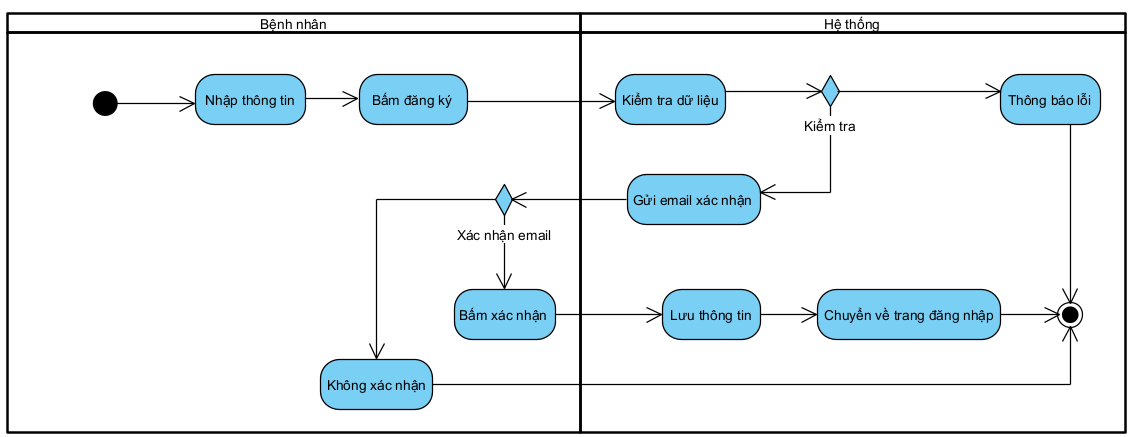 Bệnh nhân
Hệ thống
Nhập thông tin
Bấm đăng ký
Kiểm tra dữ liệu
Thông báo lỗi
Kiểm tra
Gửi email xác nhận
Xác nhận email
Bấm xác nhận
Lưu thông tin
Chuyển về trang đăng nhập
Không xác nhận